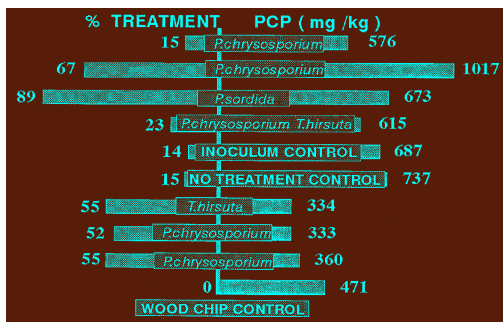 % TREATMENT PCP ( mg /kg )
15 P.chrysosporium 576
67 P.chrysosporium 1017
89 P.sordida 673
23 P.chrysosporium T.hirsuta 615
14 INOCULUM CONTROL 687
15 NO TREATMENT CONTROL 737
55 T.hirsuta 334
52 P.chrysosporium 333
55 P.chrysosporium 360
0 471
WOOD CHIP CONTROL